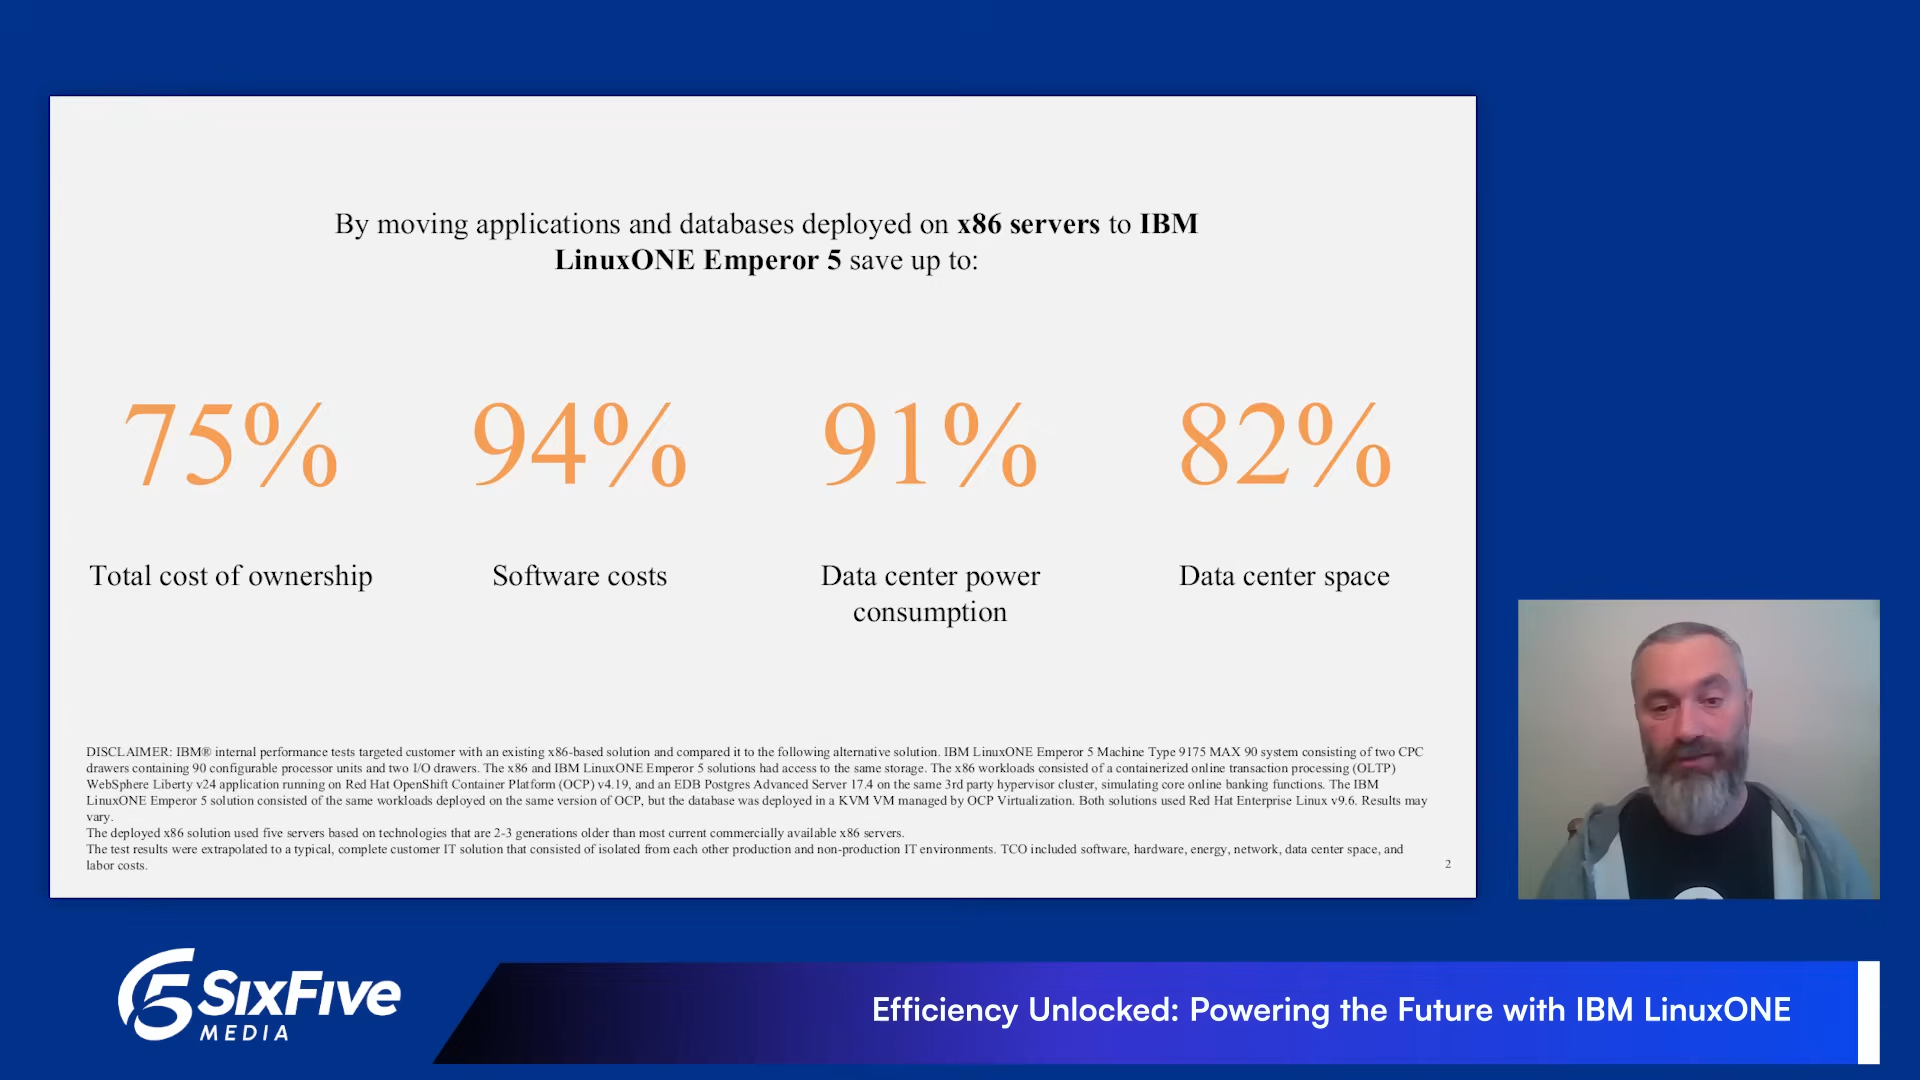 By moving applications and databases deployed on x86 servers to IBM
LinuxONE Emperor 5 save up to:
75%
94%
91%
82%
Total cost of ownership
Software costs
Data center power
consumption
Data center space
DISCLAIMER: IBM® internal performance tests targeted customer with an existing x86-based solution and compared it to the following alternative solution. IBM LinuxONE Emperor 5 Machine Type 9175 MAX 90 system consisting of two CPC
drawers containing 90 configurable processor units and two I/O drawers. The x86 and IBM LinuxONE Emperor 5 solutions had access to the same storage. The x86 workloads consisted of a containerized online transaction processing (OLTP)
WebSphere Liberty v24 application running on Red Hat OpenShift Container Platform (OCP) v4.19, and an EDB Postgres Advanced Server 17.4 on the same 3rd party hypervisor cluster, simulating core online banking functions. The IBM
LinuxONE Emperor 5 solution consisted of the same workloads deployed on the same version of OCP, but the database was deployed in a KVM VM managed by OCP Virtualization. Both solutions used Red Hat Enterprise Linux v9.6. Results may
vary.
The deployed x86 solution used five servers based on technologies that are 2-3 generations older than most current commercially available x86 servers.
The test results were extrapolated to a typical, complete customer IT solution that consisted of isolated from each other production and non-production IT environments. TCO included software, hardware, energy, network, data center space, and
labor costs.
2
SixFive
MEDIA
Efficiency Unlocked: Powering the Future with IBM LinuxONE